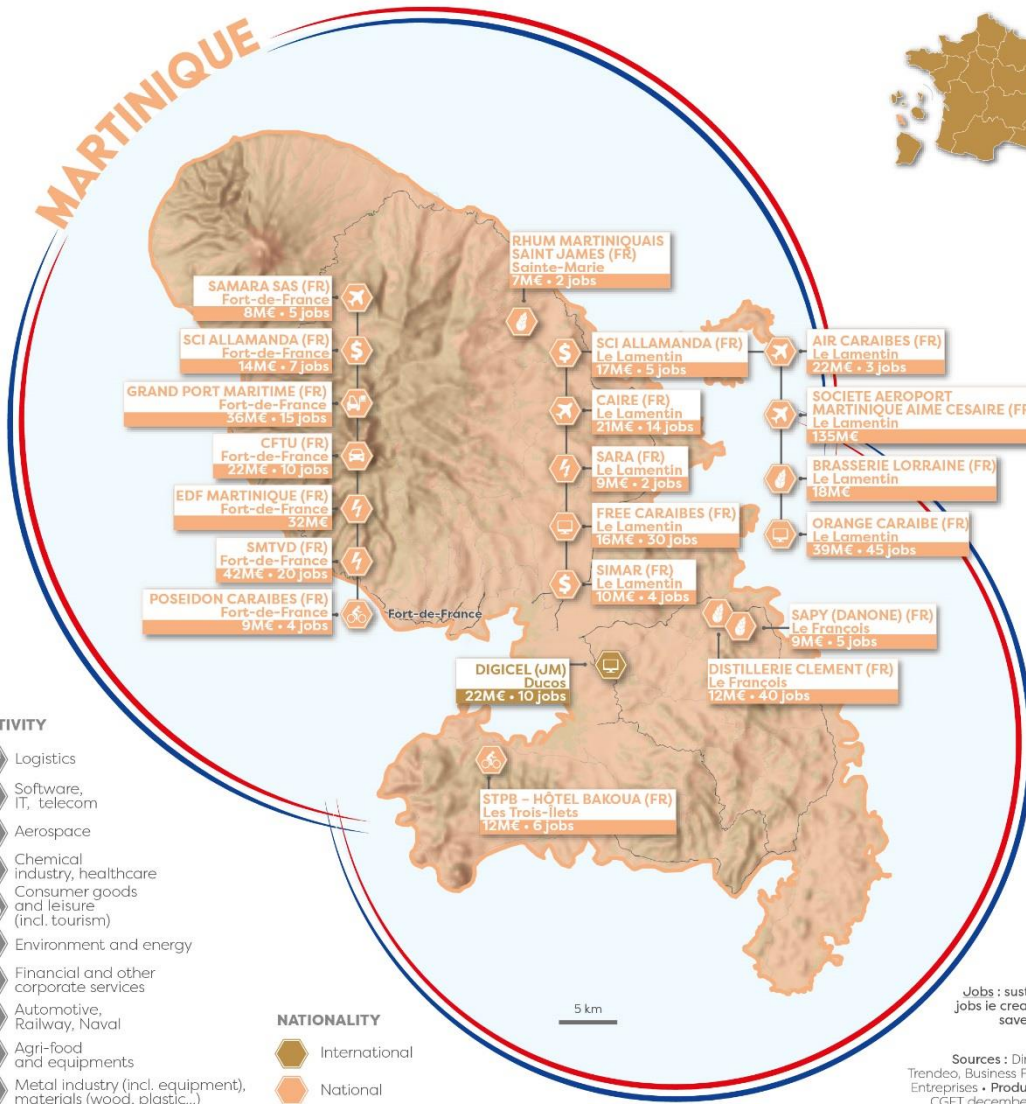 MARTINIQUE
RHUM MARTINIQUAIS
SAINT JAMES (FR)
Sainte-Marie
7M€ • 2 jobs
SAMARA SAS (FR)
Fort-de-France
8M€ • 5 jobs
SCI ALLAMANDA (FR)
Fort-de-France
14M€ • 7 jobs
GRAND PORT MARITIME (FR)
Fort-de-France
36M€ • 15 jobs
CFTU (FR)
Fort-de-France
22M€ • 10 jobs
EDF MARTINIQUE (FR)
Fort-de-France
32M€
SMTVD (FR)
Fort-de-France
42M€ • 20 jobs
POSEIDON CARAIBES (FR)
Fort-de-France
9M€ • 4 jobs
Fort-de-France
SCI ALLAMANDA (FR)
Le Lamentin
17M€ • 5 jobs
CAIRE (FR)
Le Lamentin
21M€ • 14 jobs
SARA (FR)
Le Lamentin
9M€ • 2 jobs
FREE CARAIBES (FR)
Le Lamentin
16M€ • 30 jobs
SIMAR (FR)
Le Lamentin
10M€ • 4 jobs
AIR CARAIBES (FR)
Le Lamentin
22M€ • 3 jobs
SOCIETE AEROPORT
MARTINIQUE AIME CESAIRE (F
Le Lamentin
135M€
BRASSERIE LORRAINE (FR)
Le Lamentin
18M€
ORANGE CARAIBE (FR)
Le Lamentin
39M€ • 45 jobs
SAPY (DANONE) (FR)
Le François
9M€ • 5 jobs
DISTILLERIE CLEMENT (FR)
Le François
12M€ • 40 jobs
DIGICEL (JM)
Ducos
22M€ • 10 jobs
STPB – HÔTEL BAKOUA (FR)
Les Trois-Îlets
12M€ • 6 jobs
TIVITY
Logistics
Software,
IT, telecom
Aerospace
Chemical
industry, healthcare
Consumer goods
and leisure
(incl. tourism)
Environment and energy
Financial and other
corporate services
Automotive,
Railway, Naval
Agri-food
and equipments
Metal industry (incl. equipment),
materials (wood, plastic...)
NATIONALITY
International
National
5 km
Jobs : sust
jobs ie crea
save
Sources : Di
Trendeo, Business F
Entreprises • Produ
CGET decembe